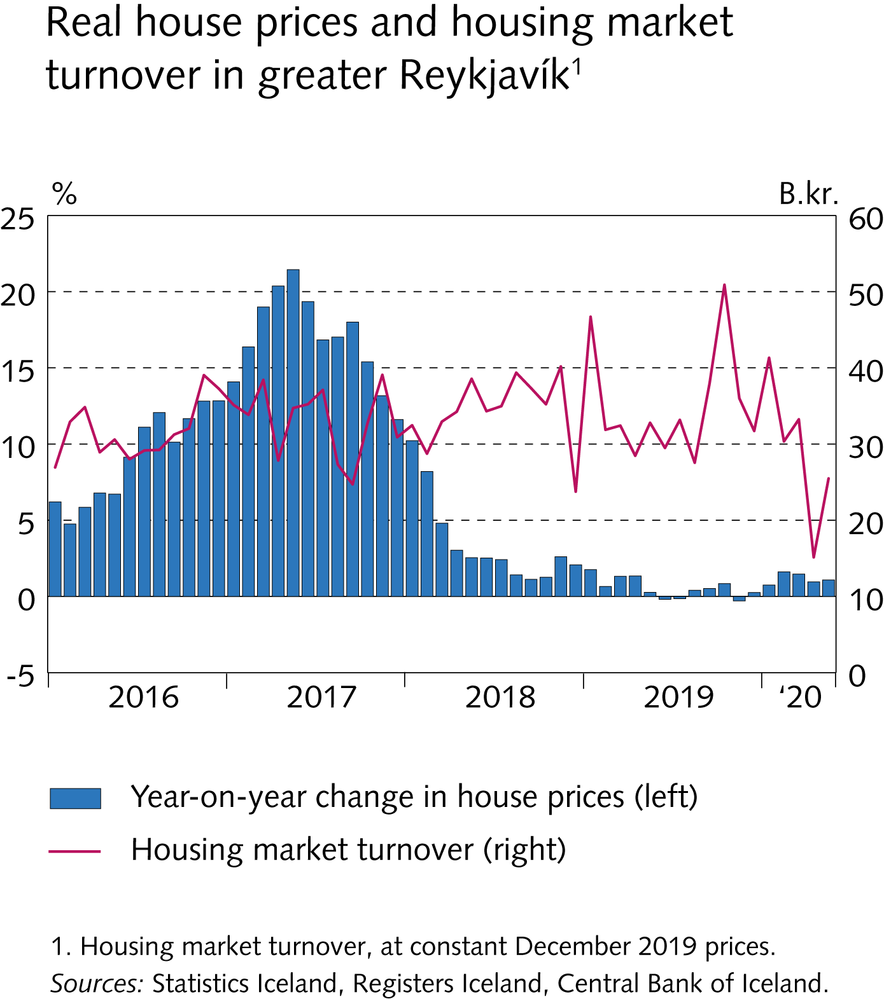 Real house prices and housing market
turnover in greater Reykjavík¹
% B.kr.
25 60
20 50
15 40
10 30
5 20
0 10
-5 0
2016 2017 2018 2019 ‘20
Year-on-year change in house prices (left)
Housing market turnover (right)
1. Housing market turnover, at constant December 2019 prices.
Sources: Statistics Iceland, Registers Iceland, Central Bank of Iceland.